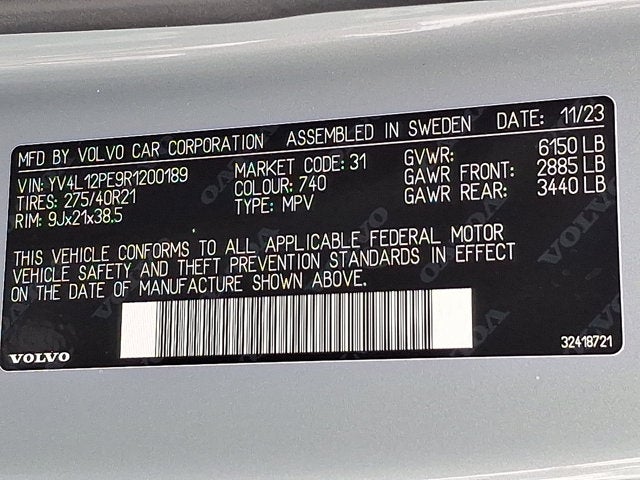 MFD BY VOLVO CAR CORPORATION ASSEMBLED IN SWEDEN DATE: 11/23
VIN: YV4L12PE9R1200189 MARKET CODE: 31 GVWR: 6150 LB
TIRES: 275/40R21 COLOUR: 740 GAWR FRONT: 2885 LB
RIM: 9Jx21x38.5 TYPE: MPV GAWR REAR: 3440 LB
THIS VEHICLE CONFORMS TO ALL APPLICABLE FEDERAL MOTOR
VEHICLE SAFETY AND THEFT PREVENTION STANDARDS IN EFFECT
ON THE DATE OF MANUFACTURE SHOWN ABOVE.
VOLVO 32418721